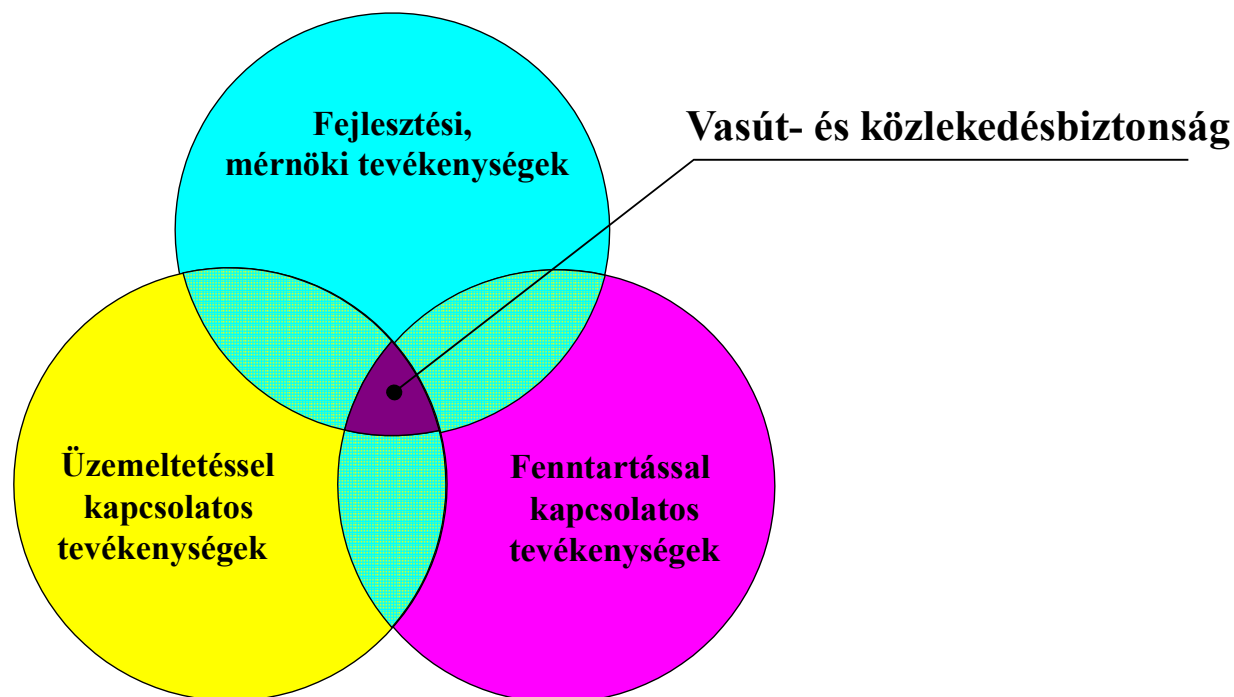 Fejlesztési,
mérnöki tevékenységek
Vasút- és közlekedésbiztonság
Üzemeltetéssel
kapcsolatos
tevékenységek
Fenntartással
kapcsolatos
tevékenységek